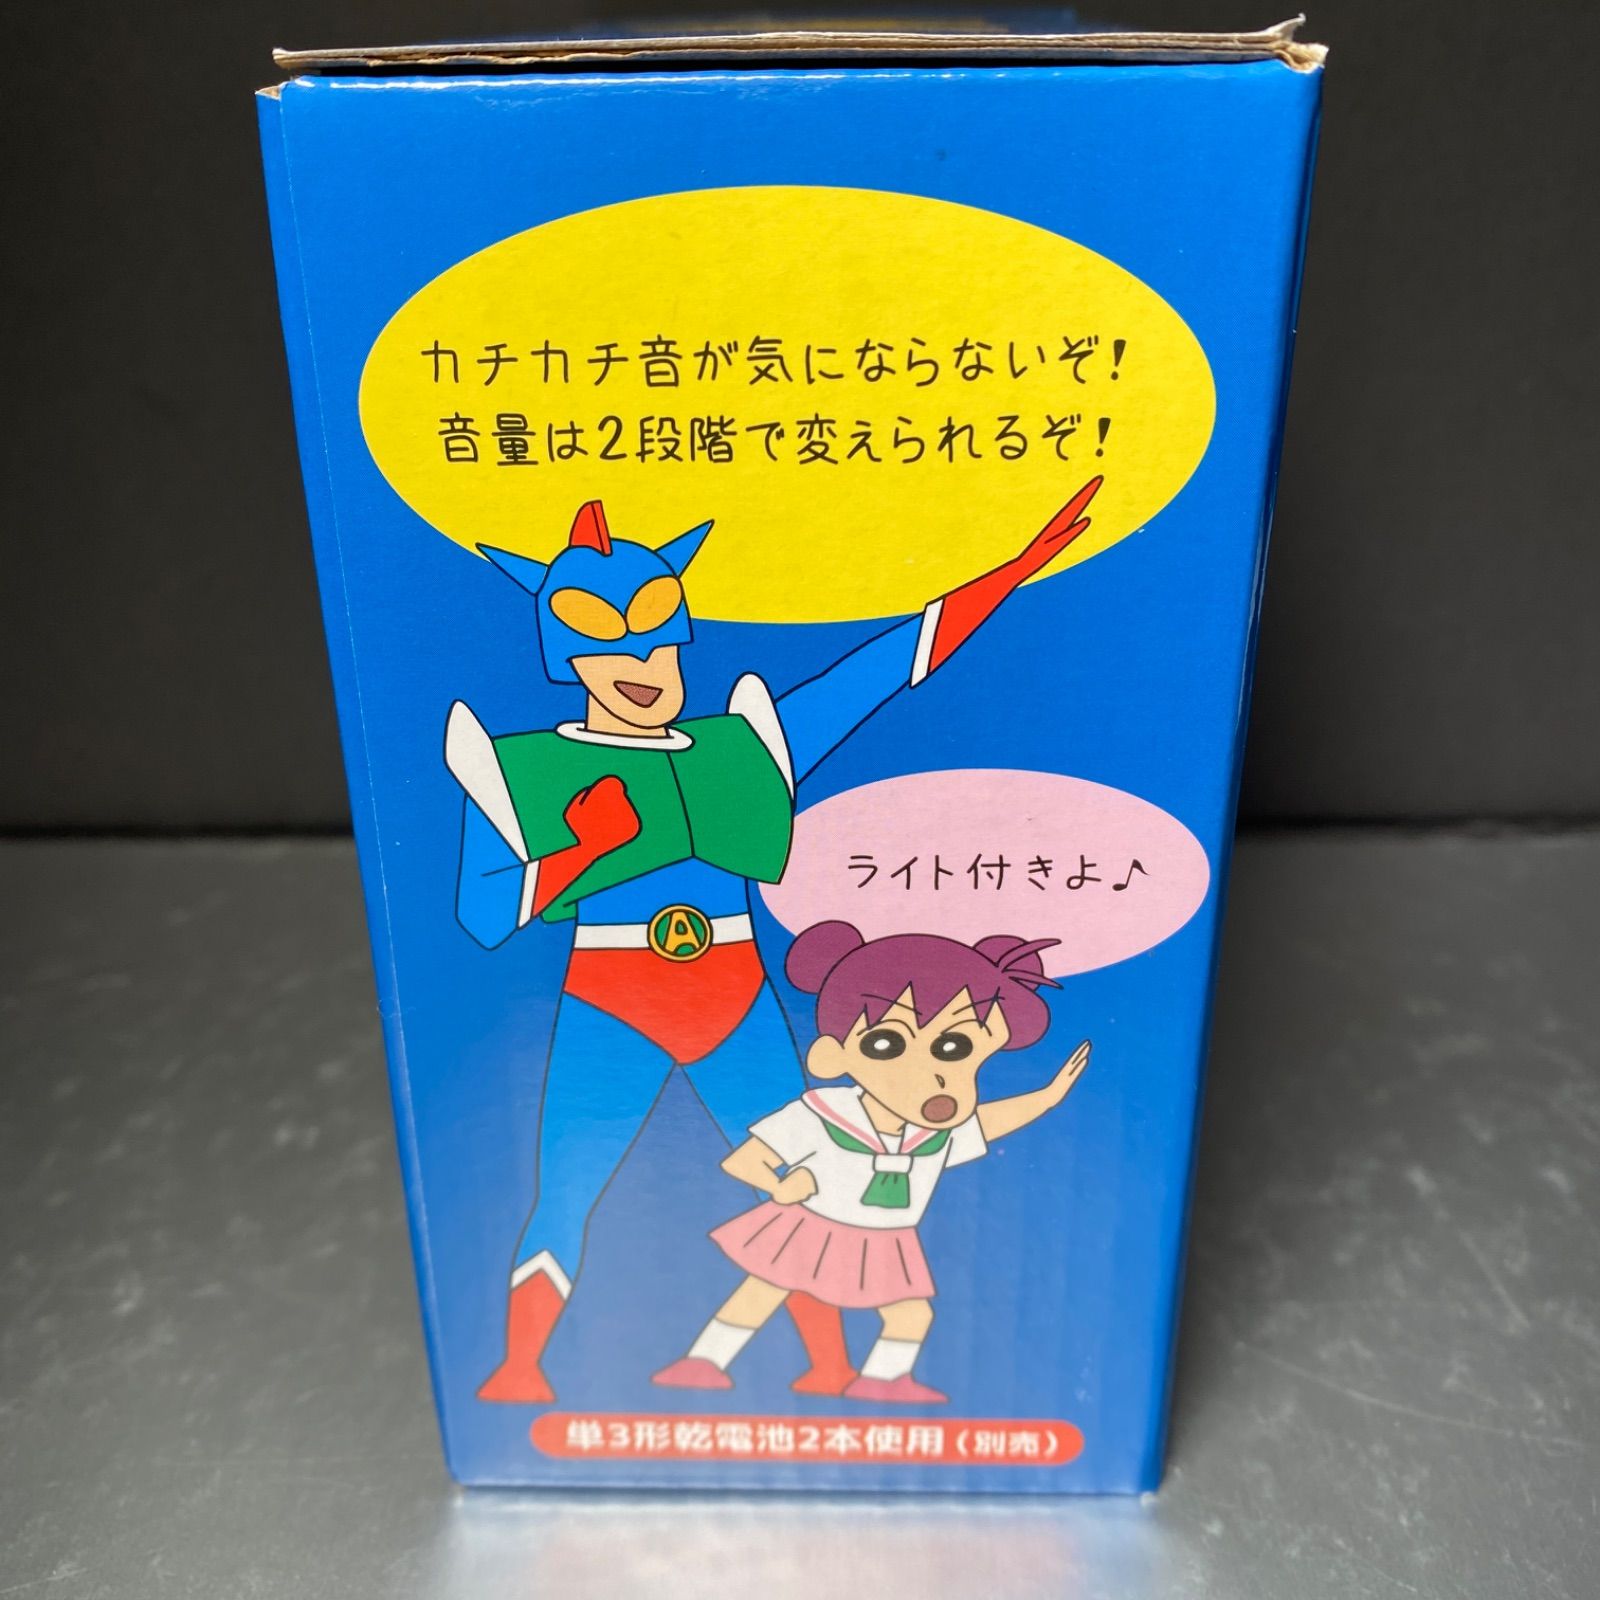 カチカチ音が気にならないぞ!
音量は2段階で変えられるぞ!
ライト付きよ♪
A
単3形乾電池2本使用(別売)